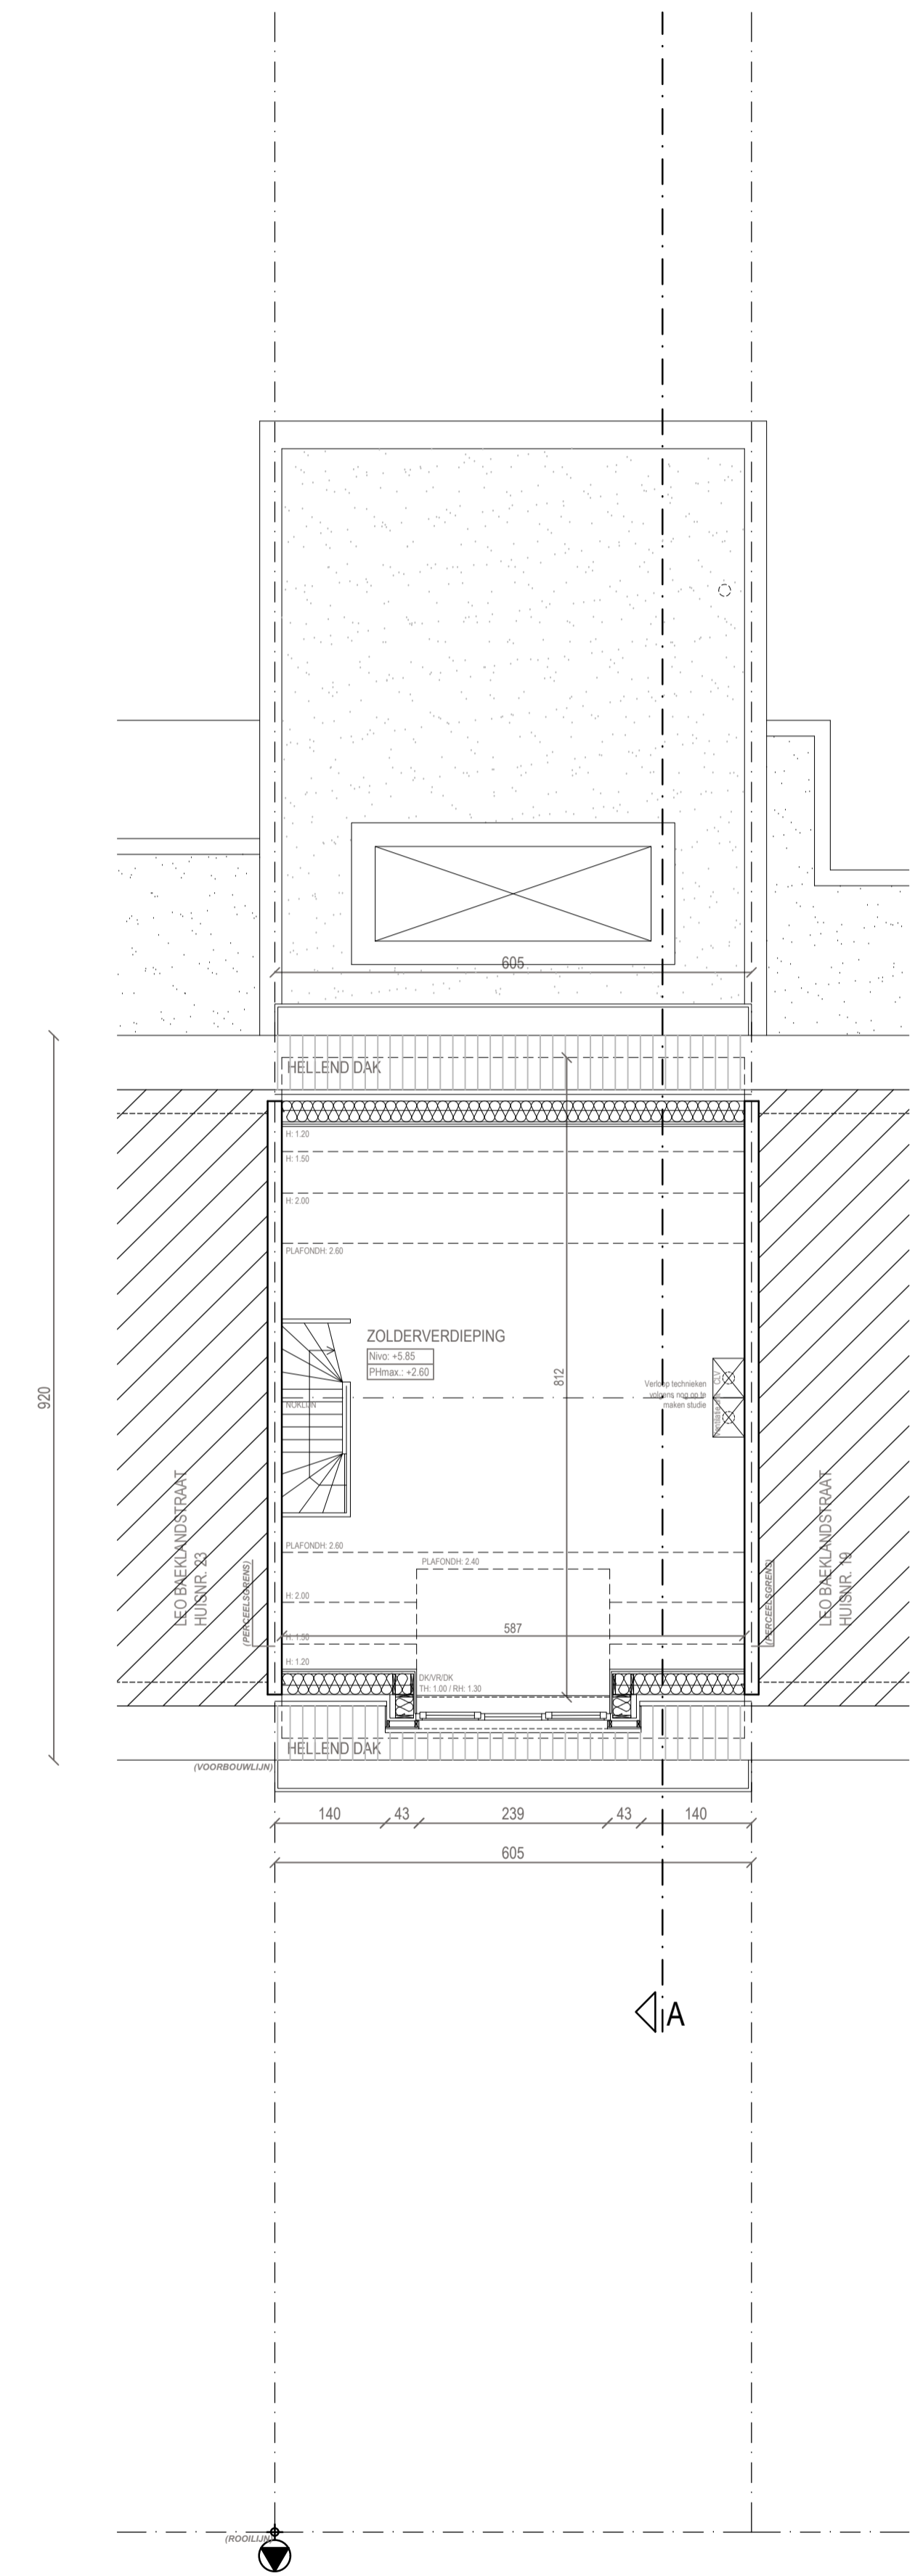 605
HELLEND DAK
H: 1.20
H: 1.50
H: 2.00
PLAFONDH: 2.60
ZOLDERVERDIEPING
Nivo: +5.85
PHmax.: +2.60
812
920
NOKLIJN
Verloop technieken
volgens nog op te
maken studie
CLV
LEO BAEKLANDSTRAAT
HUISNR. 23
(PERCEELSGRENS)
LEO BAEKLANDSTRAAT
HUISNR. 19
(PERCEELSGRENS)
PLAFONDH: 2.60
PLAFONDH: 2.40
H: 2.00
587
H: 1.50
H: 1.20
DK/VR/DK
TH: 1.00 / RH: 1.30
HELLEND DAK
(VOORBOUWLIJN)
140 43 239 43 140
605
A
(ROOILIJN)